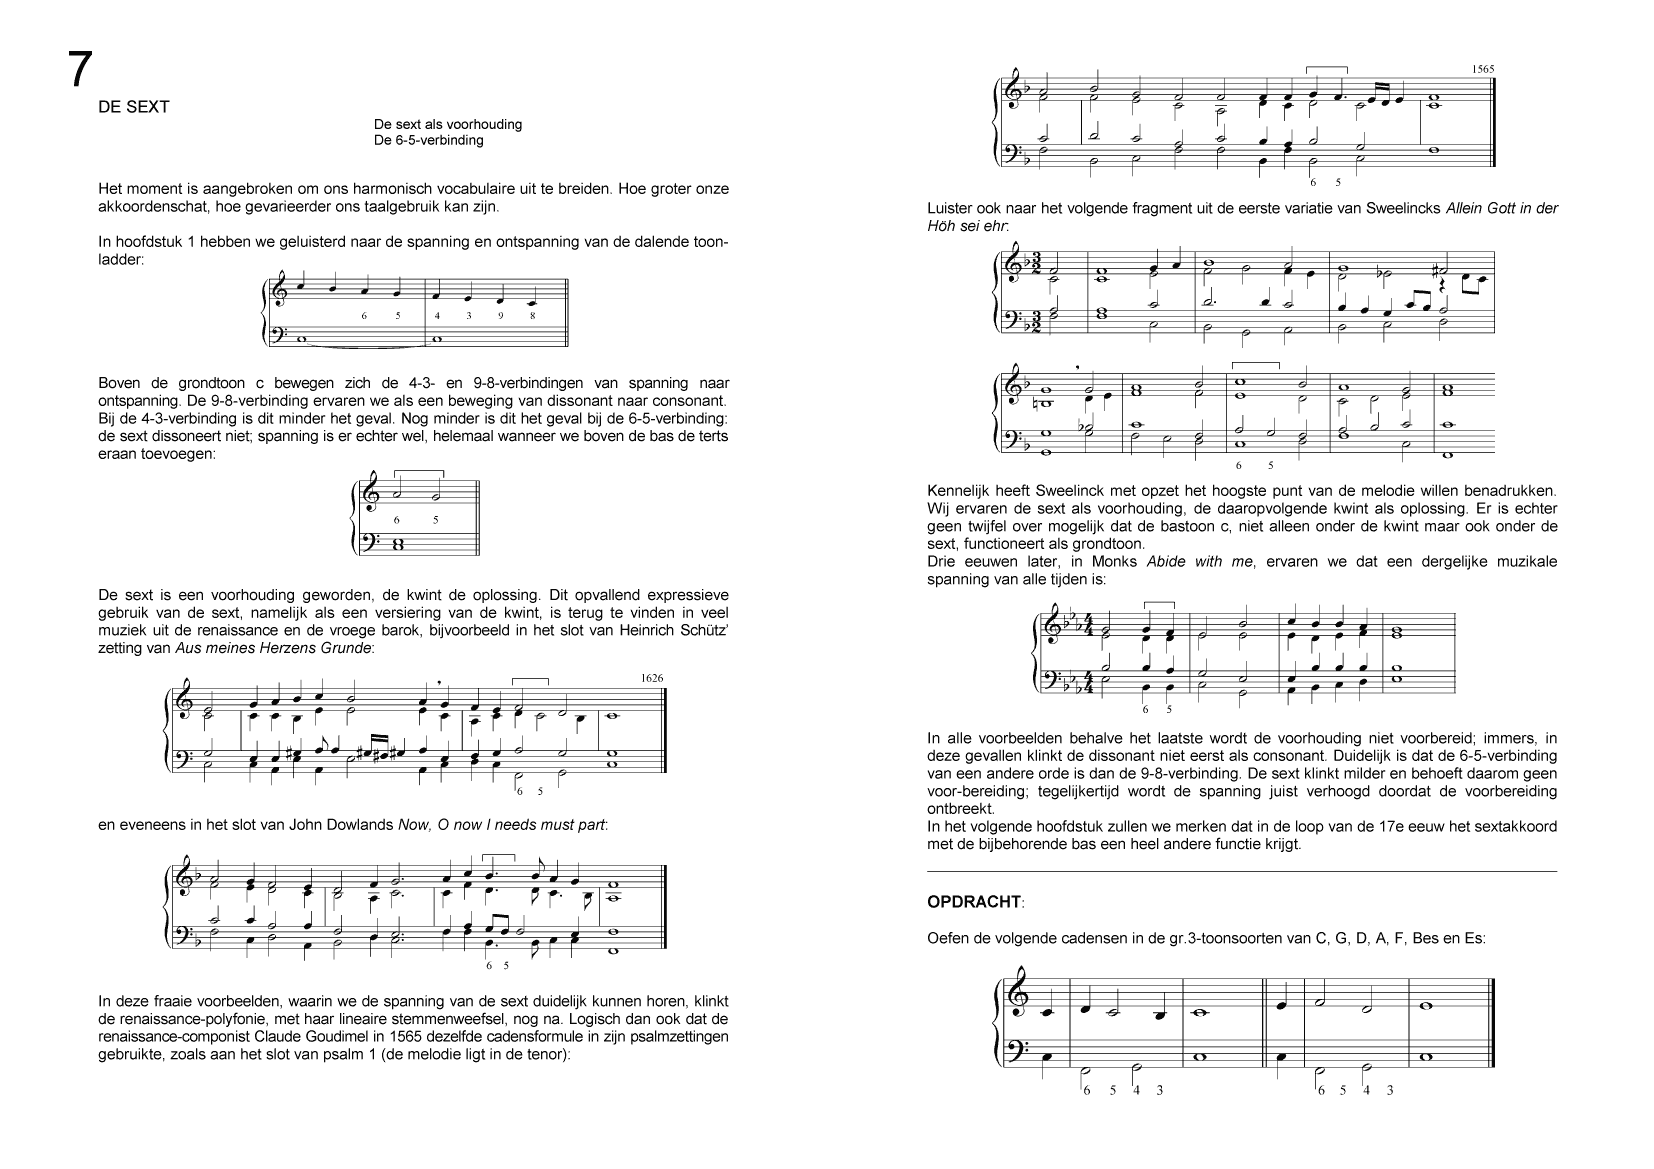 7
DE SEXT
De sext als voorhouding
De 6-5-verbinding
Het moment is aangebroken om ons harmonisch vocabulaire uit te breiden. Hoe groter onze
akkoordenschat, hoe gevarieerder ons taalgebruik kan zijn.
In hoofdstuk 1 hebben we geluisterd naar de spanning en ontspanning van de dalende toon-
ladder:
6 5 4 3 9 8
Boven de grondtoon c bewegen zich de 4-3- en 9-8-verbindingen van spanning naar
ontspanning. De 9-8-verbinding ervaren we als een beweging van dissonant naar consonant.
Bij de 4-3-verbinding is dit minder het geval. Nog minder is dit het geval bij de 6-5-verbinding:
de sext dissoneert niet; spanning is er echter wel, helemaal wanneer we boven de bas de terts
eraan toevoegen:
6 5
De sext is een voorhouding geworden, de kwint de oplossing. Dit opvallend expressieve
gebruik van de sext, namelijk als een versiering van de kwint, is terug te vinden in veel
muziek uit de renaissance en de vroege barok, bijvoorbeeld in het slot van Heinrich Schütz'
zetting van Aus meines Herzens Grunde:
1626
6 5
en eveneens in het slot van John Dowlands Now, O now I needs must part:
6 5
In deze fraaie voorbeelden, waarin we de spanning van de sext duidelijk kunnen horen, klinkt
de renaissance-polyfonie, met haar lineaire stemmenweefsel, nog na. Logisch dan ook dat de
renaissance-componist Claude Goudimel in 1565 dezelfde cadensformule in zijn psalmzettingen
gebruikte, zoals aan het slot van psalm 1 (de melodie ligt in de tenor):
1565
6 5
Luister ook naar het volgende fragment uit de eerste variatie van Sweelincks Allein Gott in der
Höh sei ehr:
3
2
3
2
6 5
Kennelijk heeft Sweelinck met opzet het hoogste punt van de melodie willen benadrukken.
Wij ervaren de sext als voorhouding, de daaropvolgende kwint als oplossing. Er is echter
geen twijfel over mogelijk dat de bastoon c, niet alleen onder de kwint maar ook onder de
sext, functioneert als grondtoon.
Drie eeuwen later, in Monks Abide with me, ervaren we dat een dergelijke muzikale
spanning van alle tijden is:
4
4
4
4
6 5
In alle voorbeelden behalve het laatste wordt de voorhouding niet voorbereid; immers, in
deze gevallen klinkt de dissonant niet eerst als consonant. Duidelijk is dat de 6-5-verbinding
van een andere orde is dan de 9-8-verbinding. De sext klinkt milder en behoeft daarom geen
voor-bereiding; tegelijkertijd wordt de spanning juist verhoogd doordat de voorbereiding
ontbreekt.
In het volgende hoofdstuk zullen we merken dat in de loop van de 17e eeuw het sextakkoord
met de bijbehorende bas een heel andere functie krijgt.
OPDRACHT:
Oefen de volgende cadensen in de gr.3-toonsoorten van C, G, D, A, F, Bes en Es:
6 5 4 3 6 5 4 3